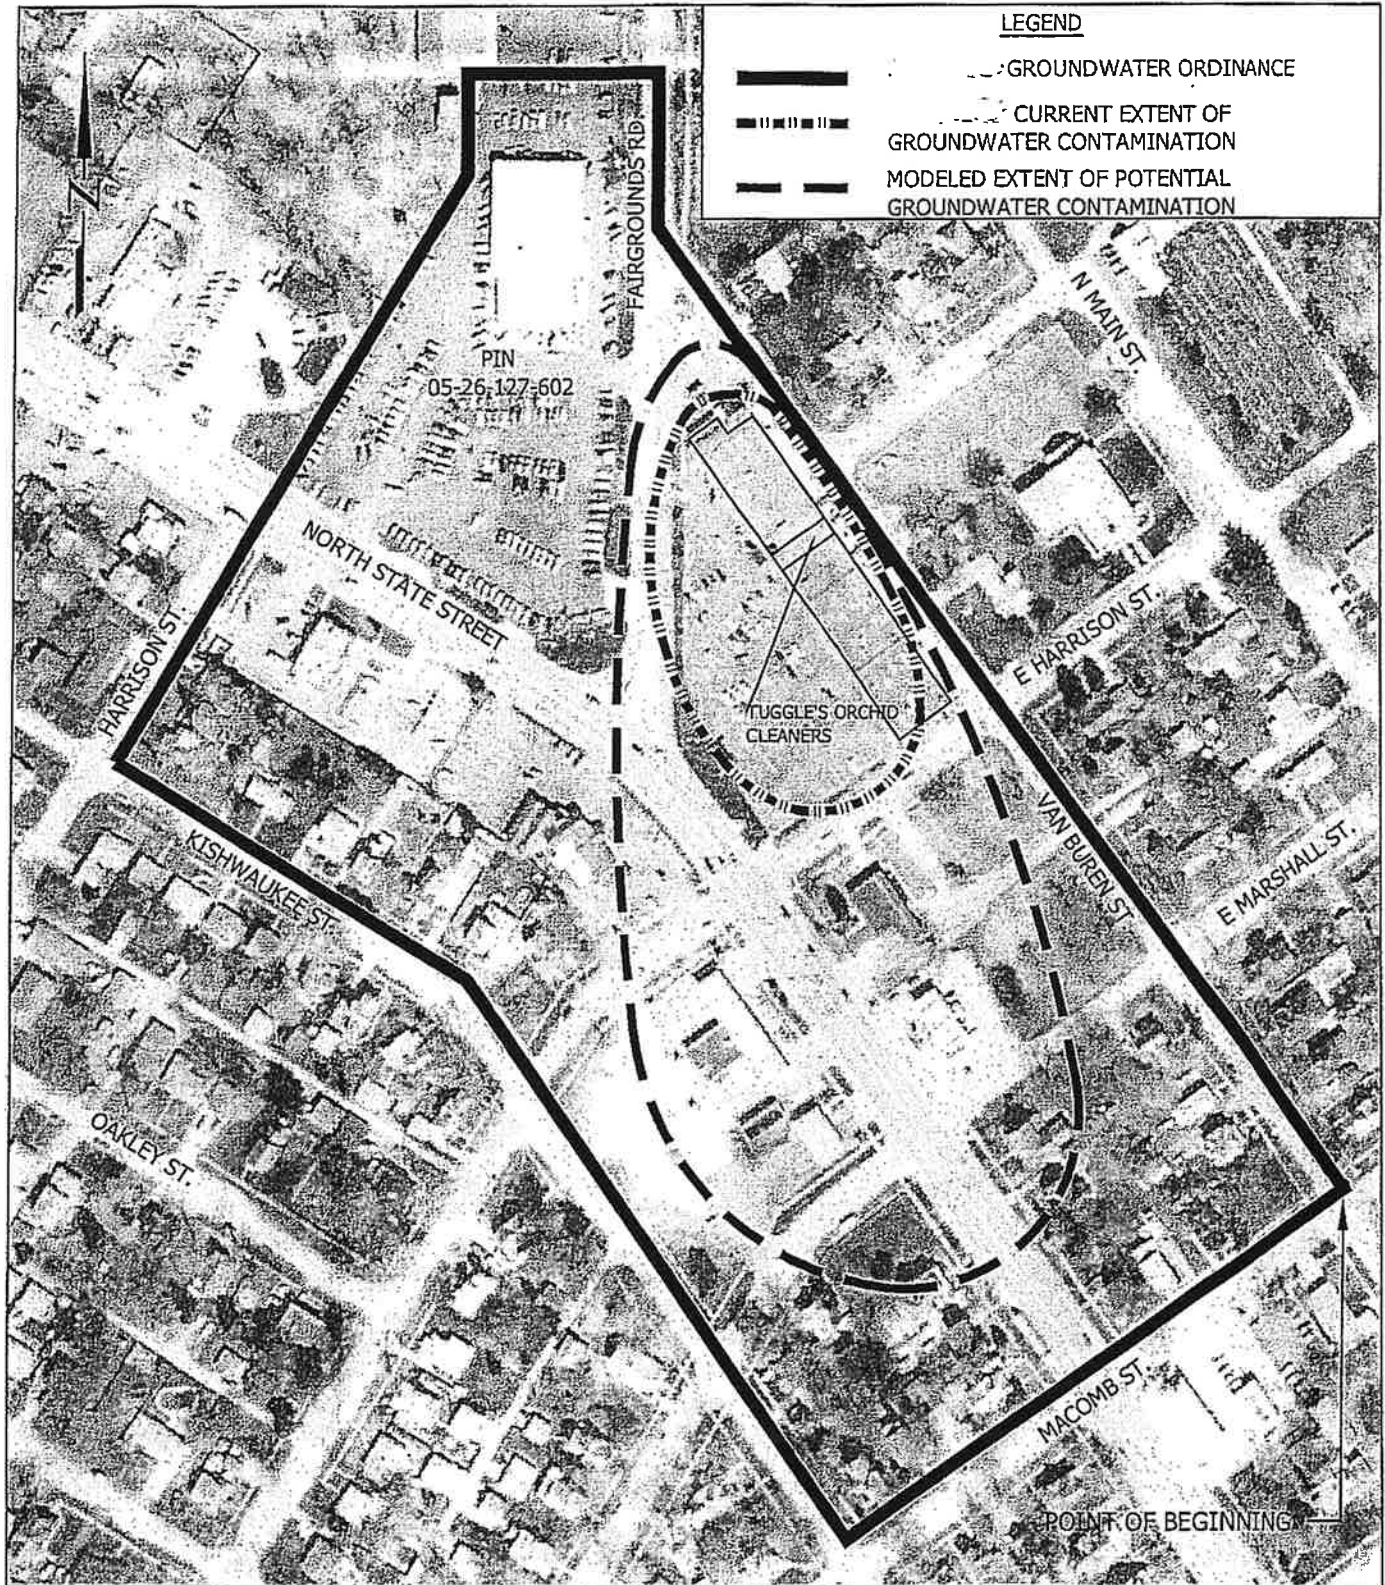 LEGEND
GROUNDWATER ORDINANCE
CURRENT EXTENT OF
GROUNDWATER CONTAMINATION
MODELED EXTENT OF POTENTIAL
GROUNDWATER CONTAMINATION
N
FAIRGROUNDS RD.
N MAIN ST.
PIN
05-26-127-602
NORTH STATE STREET
HARRISON ST.
E HARRISON ST.
TUGGLE'S ORCHID
CLEANERS
KISHWAUKEE ST.
VAN BUREN ST
E MARSHALL ST.
OAKLEY ST.
MACOMB ST.
POINT OF BEGINNING